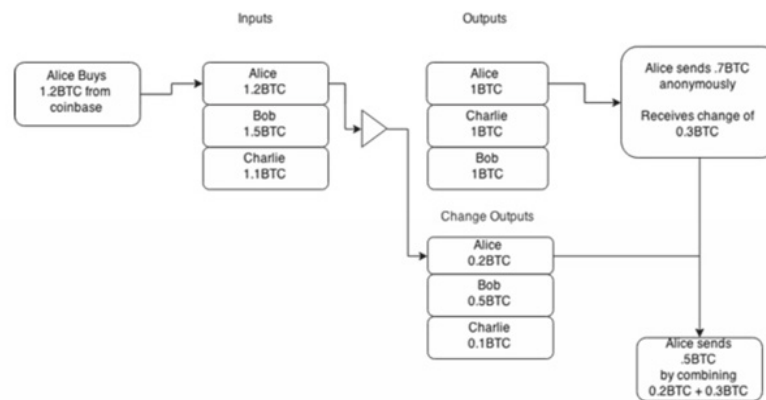 Inputs
Outputs
Alice Buys
1.2BTC from
coinbase
Alice
1.2BTC
Bob
1.5BTC
Charlie
1.1BTC
Alice
1BTC
Charlie
1BTC
Bob
1BTC
Alice sends .7BTC
anonymously
Receives change of
0.3BTC
Change Outputs
Alice
0.2BTC
Bob
0.5BTC
Charlie
0.1BTC
Alice sends
.5BTC
by combining
0.2BTC + 0.3BTC